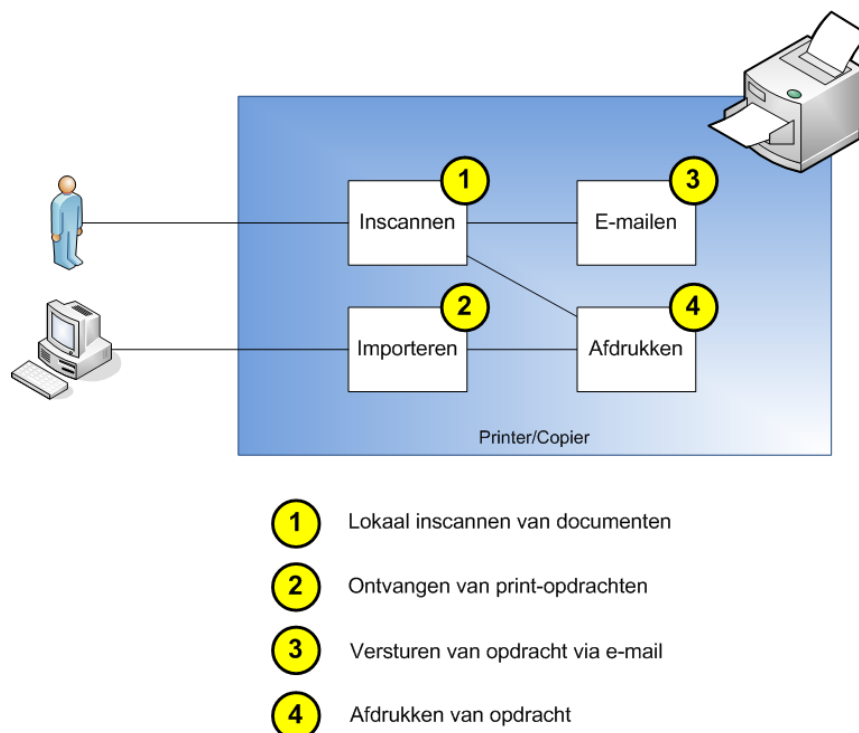 1
3
Inscannen
E-mailen
2
4
Importeren
Afdrukken
Printer/Copier
1 Lokaal inscannen van documenten
2 Ontvangen van print-opdrachten
3 Versturen van opdracht via e-mail
4 Afdrukken van opdracht